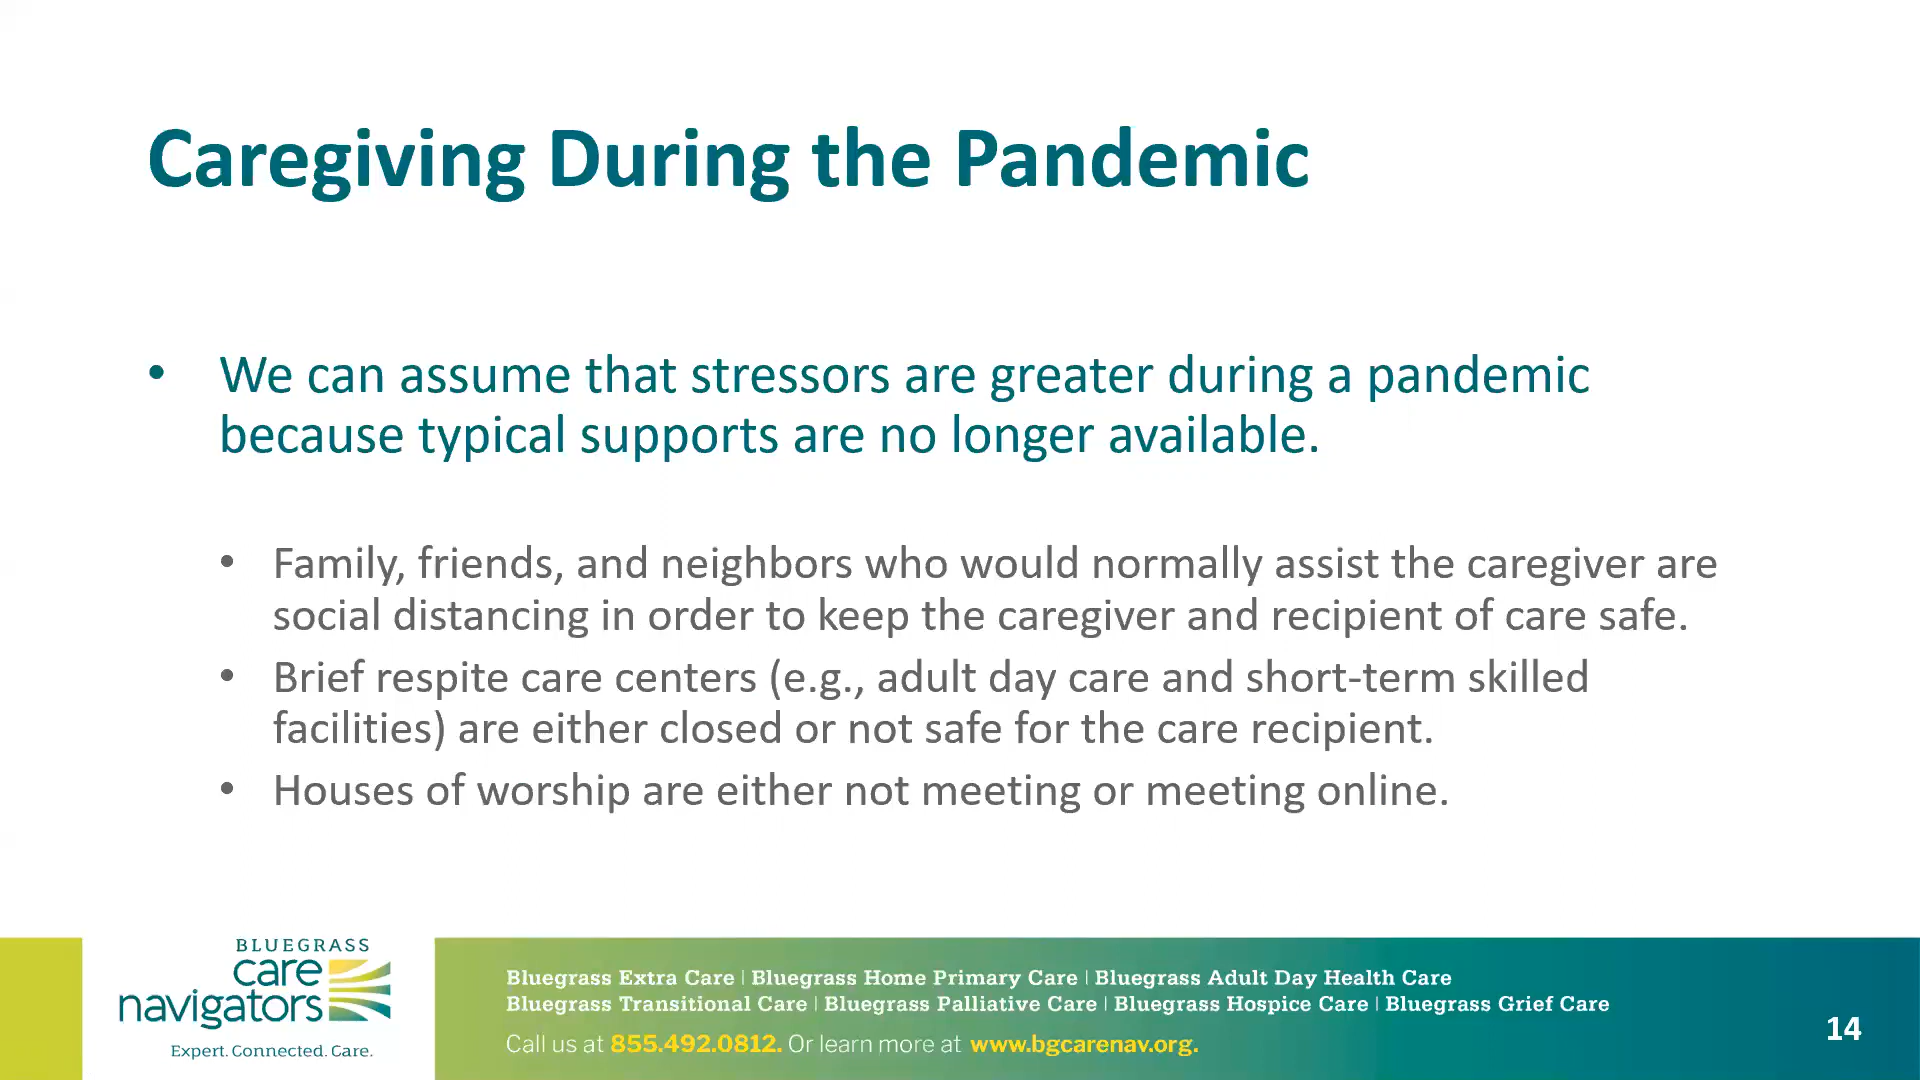 Caregiving During the Pandemic
• We can assume that stressors are greater during a pandemic
because typical supports are no longer available.
• Family, friends, and neighbors who would normally assist the caregiver are
social distancing in order to keep the caregiver and recipient of care safe.
• Brief respite care centers (e.g., adult day care and short-term skilled
facilities) are either closed or not safe for the care recipient.
• Houses of worship are either not meeting or meeting online.
BLUEGRASS
care
navigators
Expert. Connected. Care.
Bluegrass Extra Care | Bluegrass Home Primary Care | Bluegrass Adult Day Health Care
Bluegrass Transitional Care | Bluegrass Palliative Care | Bluegrass Hospice Care | Bluegrass Grief Care
Call us at 855.492.0812. Or learn more at www.bgcarenav.org.
14